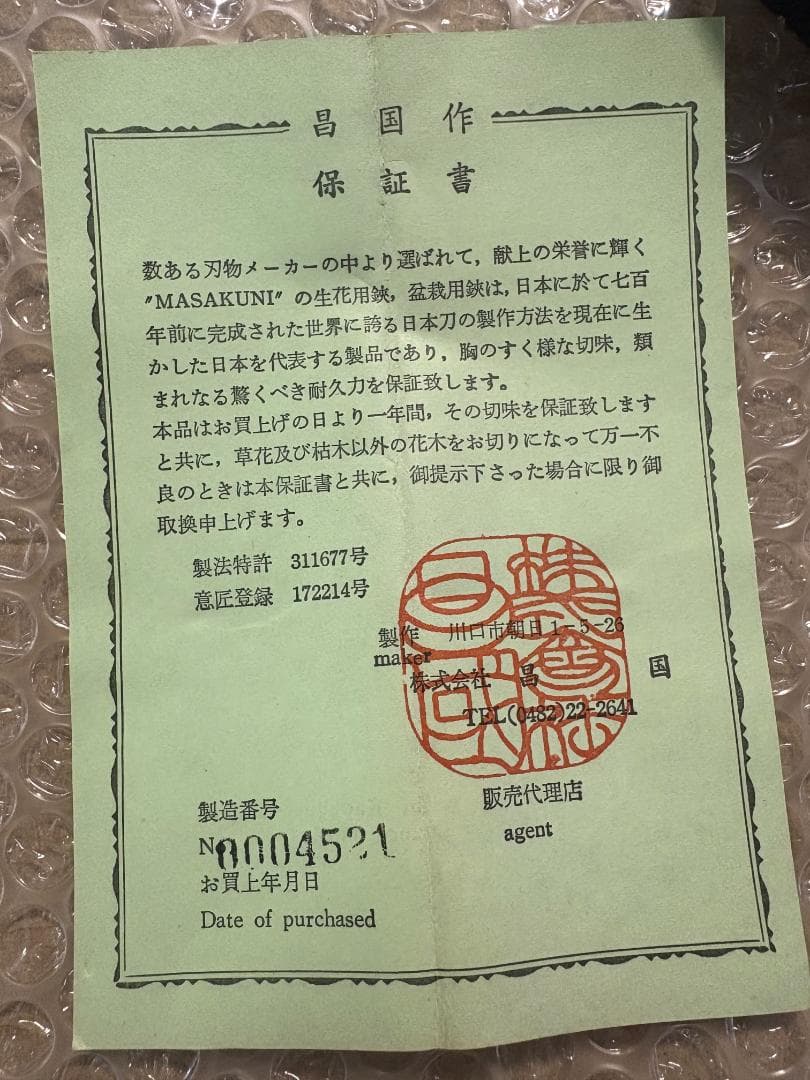 昌国作
保証書
数ある刃物メーカーの中より選ばれて，献上の栄誉に輝く
"MASAKUNI" の生花用鋏，盆栽用鋏は，日本に於て七百
年前に完成された世界に誇る日本刀の製作方法を現在に生
かした日本を代表する製品であり，胸のすく様な切味，類
まれなる驚くべき耐久力を保証致します。
本品はお買上げの日より一年間，その切味を保証致します
と共に，草花及び枯木以外の花木をお切りになって万一不
良のときは本保証書と共に，御提示下さった場合に限り御
取換申上げます。
製法特許 311677号
意匠登録 172214号
製作 川口市朝日1-5-26
maker
株式会社 昌国
TEL(0482)22-2641
販売代理店
agent
製造番号
N 0004521
お買上年月日
Date of purchased